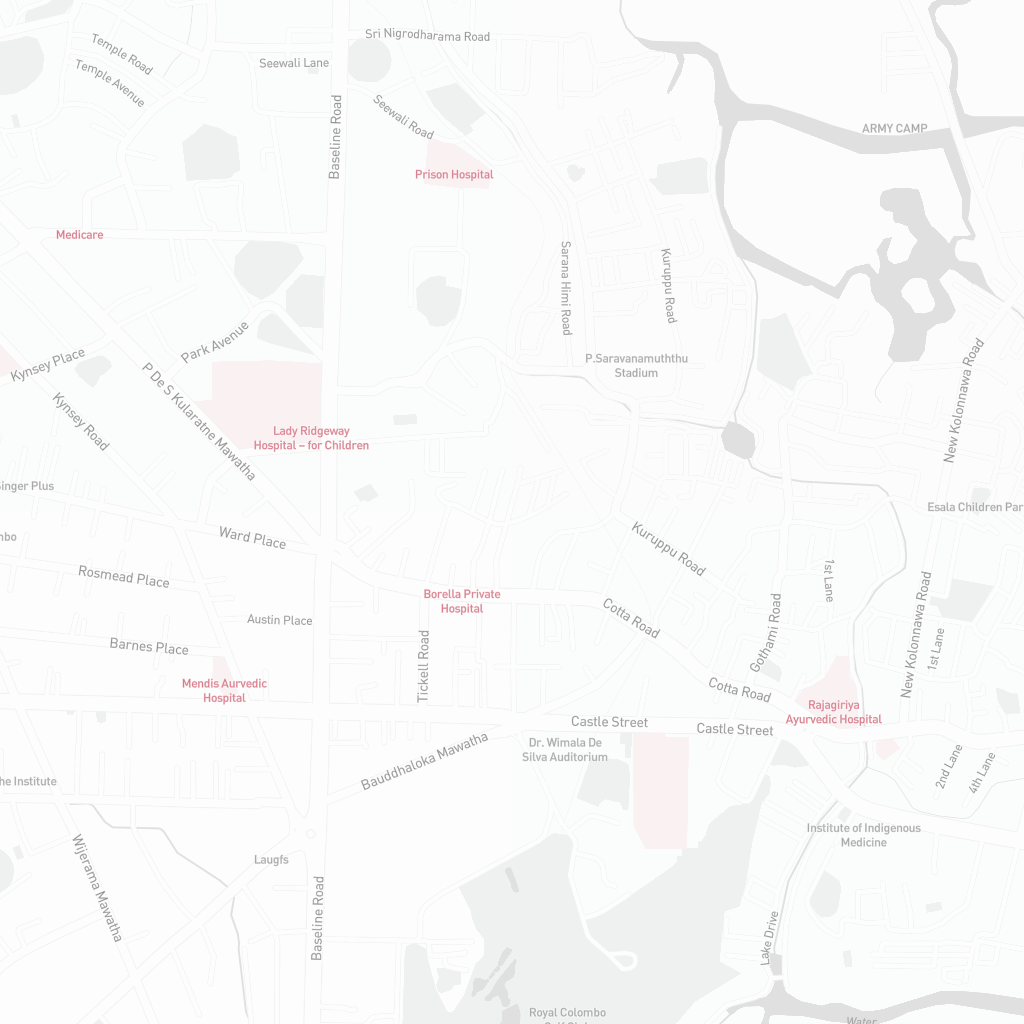 Sri Nigrodharama Road
Temple Road
Seewali Lane
Temple Avenue
Seewali Road
Baseline Road
ARMY CAMP
Prison Hospital
Medicare
Sarana Himi Road
Kuruppu Road
Park Avenue
Kynsey Place
P De S Kularatne Mawatha
P.Saravanamuththu
Stadium
New Kolonnawa Road
Kynsey Road
Lady Ridgeway
Hospital – for Children
Singer Plus
Esala Children Par
Ward Place
Kuruppu Road
mbo
Rosmead Place
1st Lane
Borella Private
Hospital
Cotta Road
Austin Place
Gothami Road
New Kolonnawa Road
1st Lane
Barnes Place
Tickell Road
Mendis Aurvedic
Hospital
Cotta Road
Rajagiriya
Ayurvedic Hospital
Castle Street
Castle Street
Dr. Wimala De
Silva Auditorium
Bauddhaloka Mawatha
2nd Lane
4th Lane
he Institute
Institute of Indigenous
Medicine
Wijerama Mawatha
Laugfs
Baseline Road
Lake Drive
Royal Colombo
Water